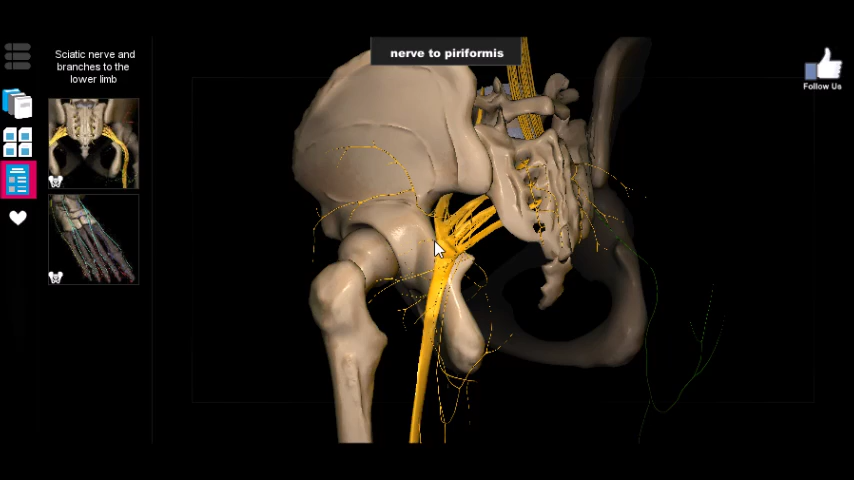 nerve to piriformis
Sciatic nerve and
branches to the
lower limb
Follow Us